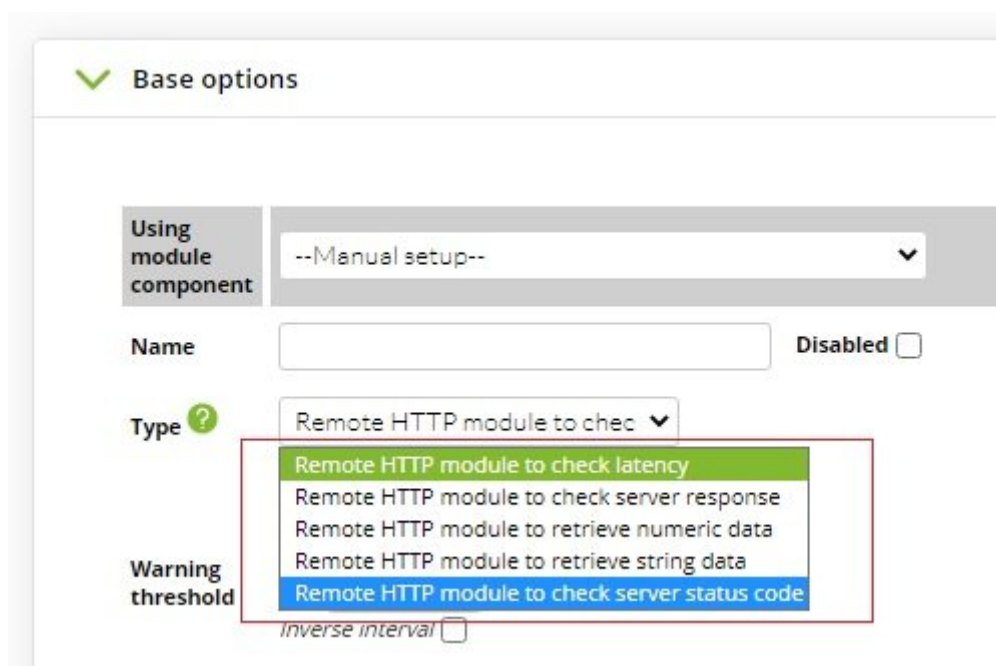 Base options
Using
module
component
--Manual setup--
Name
Disabled
Type ?
Remote HTTP module to chec
Remote HTTP module to check latency
Remote HTTP module to check server response
Remote HTTP module to retrieve numeric data
Remote HTTP module to retrieve string data
Remote HTTP module to check server status code
Warning
threshold
Inverse interval